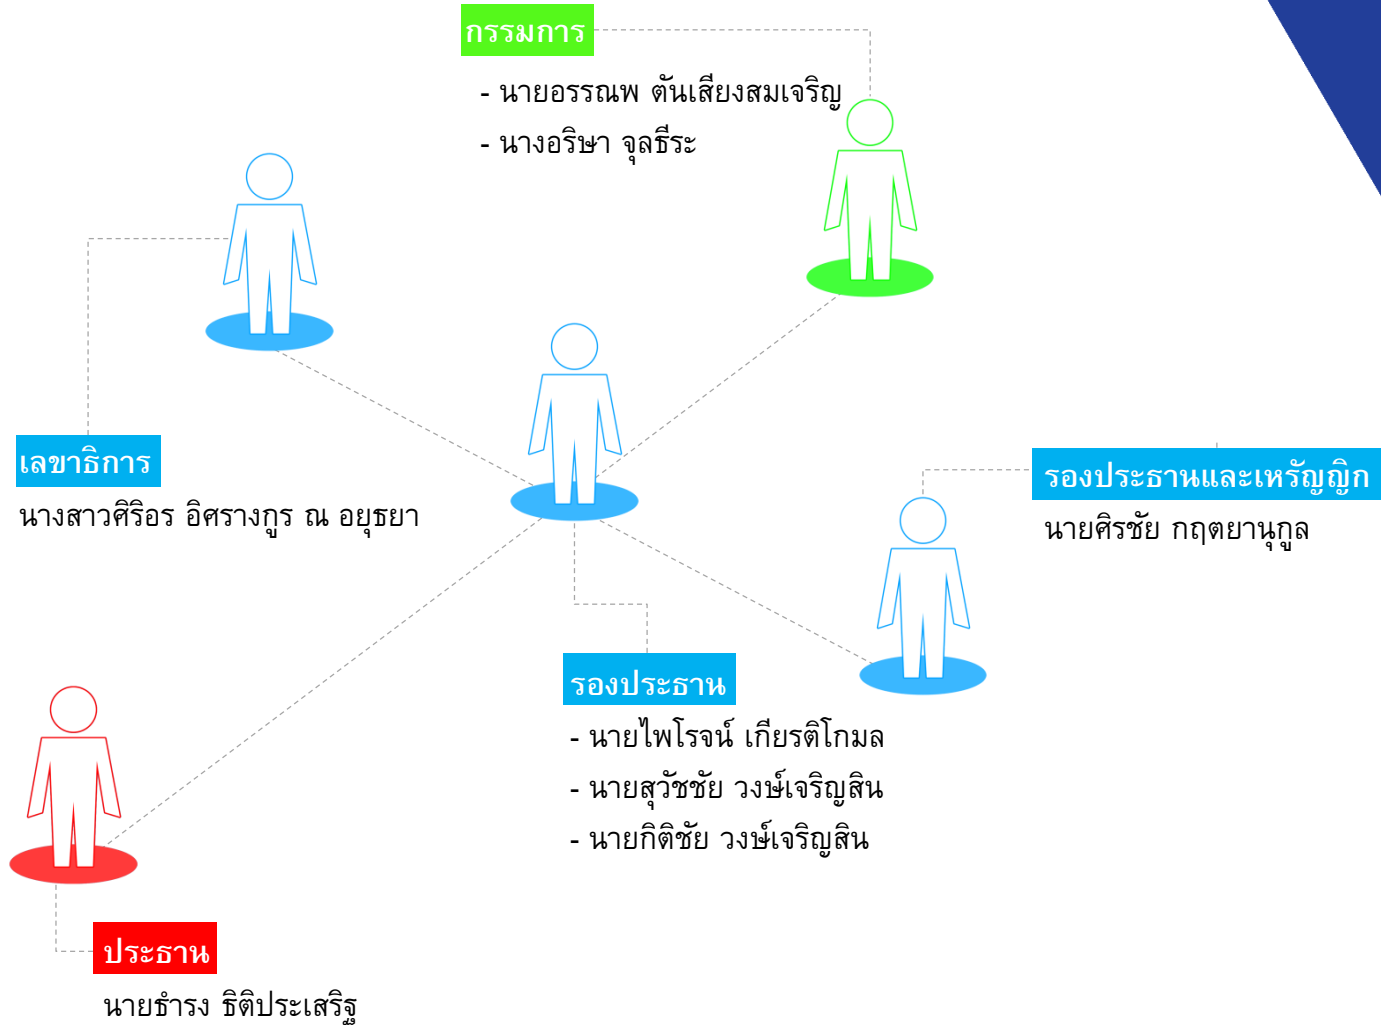 กรรมการ
- นายอรรณพ ตันเสียงสมเจริญ
- นางอริษา จุลธีระ
เลขาธิการ
นางสาวศิริอร อิศรางกูร ณ อยุธยา
รองประธานและเหรัญญิก
นายศิรชัย กฤตยานุกูล
รองประธาน
- นายไพโรจน์ เกียรติโกมล
- นายสุวัชชัย วงษ์เจริญสิน
- นายกิติชัย วงษ์เจริญสิน
ประธาน
นายธำรง ธิติประเสริฐ